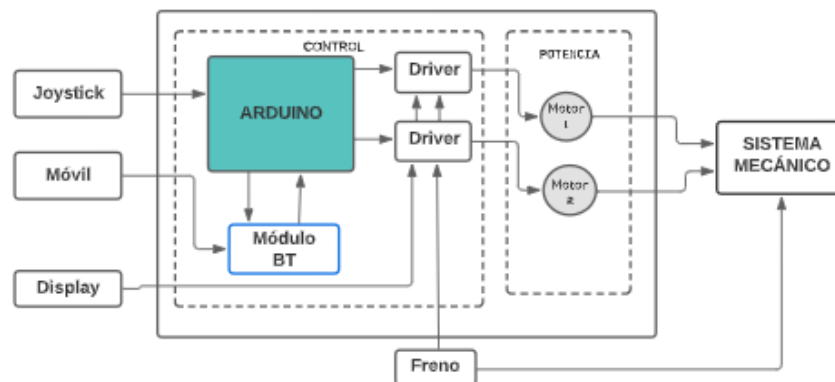 CONTROL
POTENCIA
Joystick
ARDUINO
Driver
Motor
1
Móvil
Driver
SISTEMA
MECÁNICO
Motor
2
Módulo
BT
Display
Freno